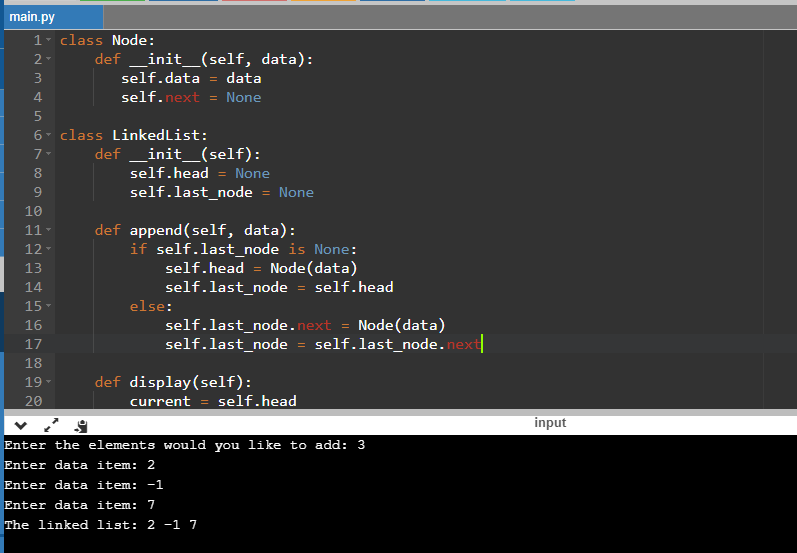 main.py
1 class Node:
2     def __init__(self, data):
3        self.data = data
4        self.next = None
5
6 class LinkedList:
7     def __init__(self):
8         self.head = None
9         self.last_node = None
10
11     def append(self, data):
12         if self.last_node is None:
13             self.head = Node(data)
14             self.last_node = self.head
15         else:
16             self.last_node.next = Node(data)
17             self.last_node = self.last_node.next
18
19     def display(self):
20         current = self.head
input
Enter the elements would you like to add: 3
Enter data item: 2
Enter data item: -1
Enter data item: 7
The linked list: 2 -1 7